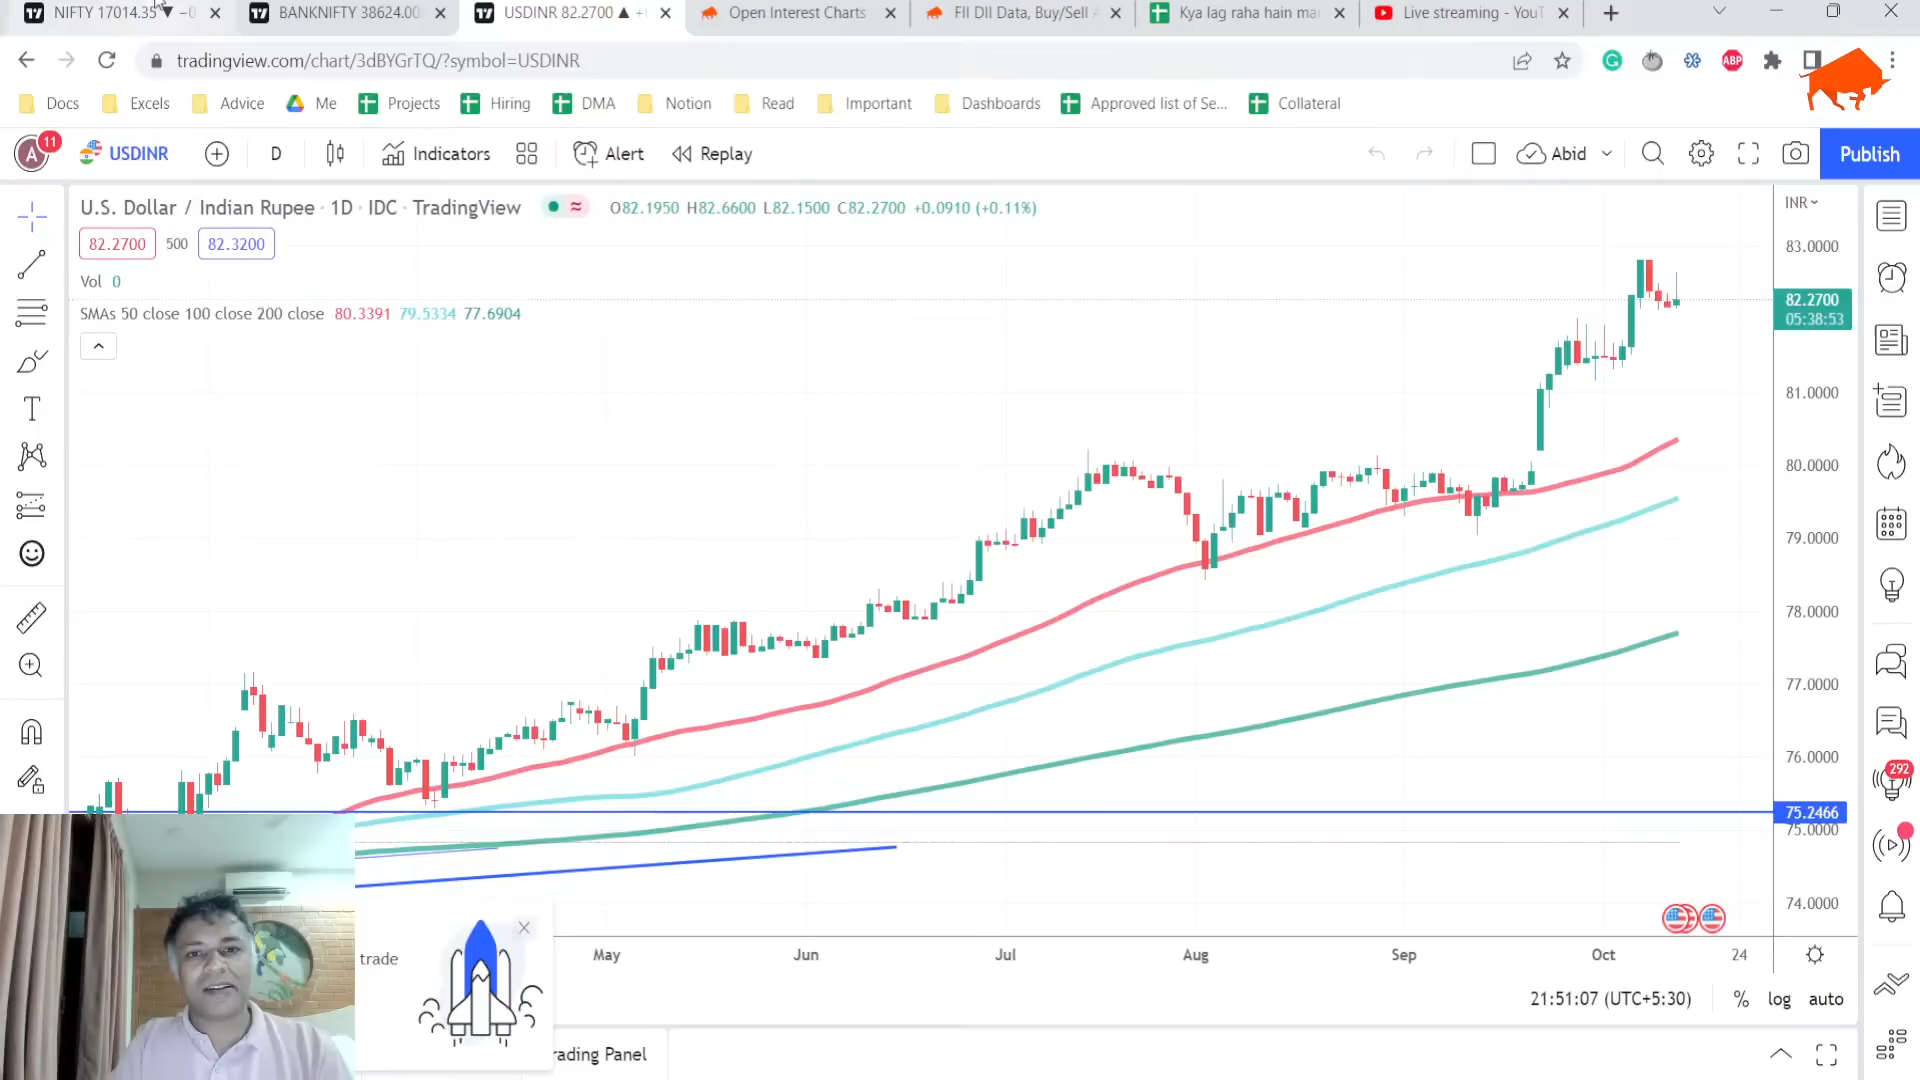 NIFTY 17014.35 ▼ −0
BANKNIFTY 38624.00
USDINR 82.2700 ▲ +
Open Interest Charts
FII DII Data, Buy/Sell
Kya lag raha hain ma
Live streaming - YouT
tradingview.com/chart/3dBYGrTQ/?symbol=USDINR
ABP
Docs
Excels
Advice
Me
Projects
Hiring
DMA
Notion
Read
Important
Dashboards
Approved list of Se...
Collateral
A
11
USDINR
D
Indicators
Alert
Replay
Abid
Publish
U.S. Dollar / Indian Rupee · 1D · IDC · TradingView
O82.1950 H82.6600 L82.1500 C82.2700 +0.0910 (+0.11%)
INR
82.2700 500 82.3200
Vol 0
SMAs 50 close 100 close 200 close 80.3391 79.5334 77.6904
83.0000
82.2700
05:38:53
81.0000
80.0000
79.0000
78.0000
77.0000
76.0000
75.2466
75.0000
74.0000
292
May
Jun
Jul
Aug
Sep
Oct
24
trade
21:51:07 (UTC+5:30)
%
log
auto
rading Panel